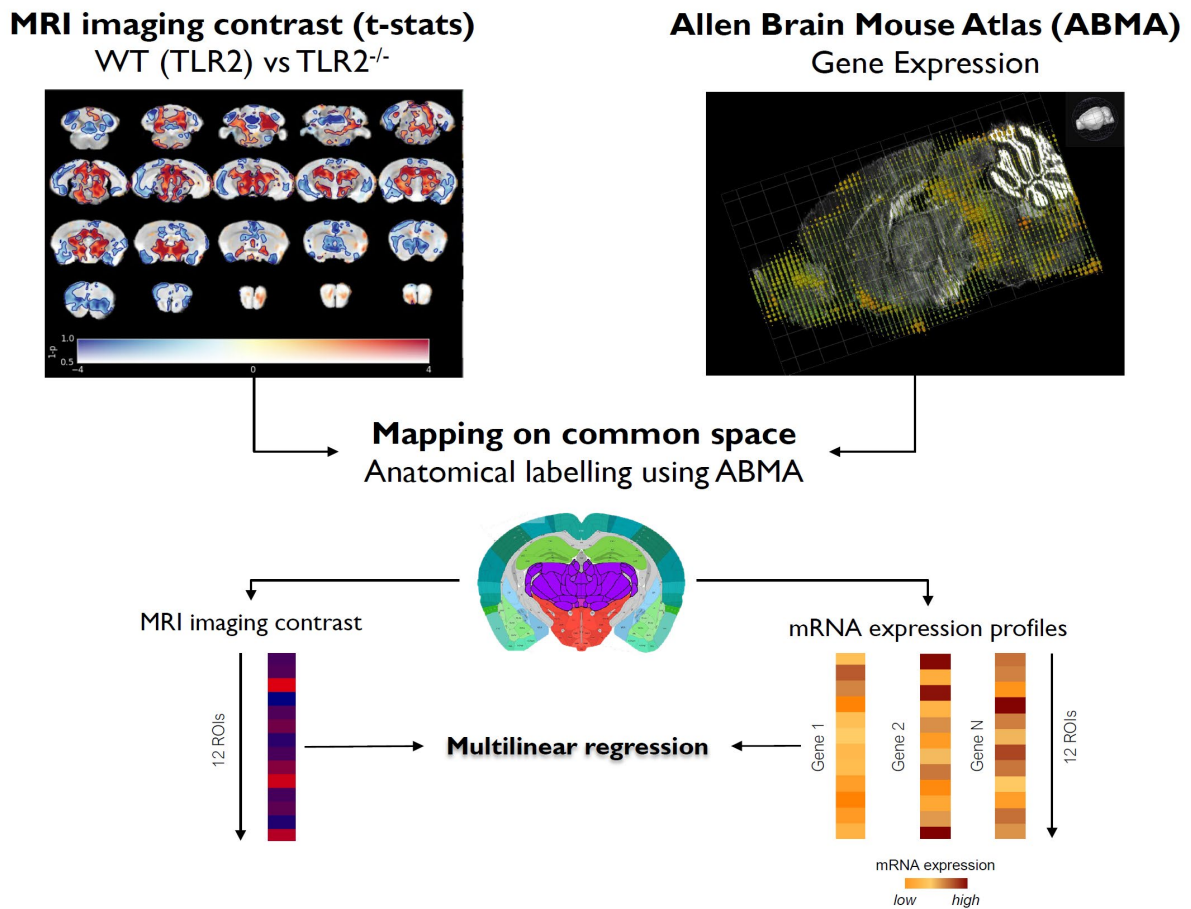 MRI imaging contrast (t-stats)
WT (TLR2) vs TLR2-/-
Allen Brain Mouse Atlas (ABMA)
Gene Expression
1-p
1.0
0.5
-4
0
4
Mapping on common space
Anatomical labelling using ABMA
MRI imaging contrast
mRNA expression profiles
12 ROIs
Multilinear regression
Gene 1
Gene 2
Gene N
12 ROIs
mRNA expression
low
high